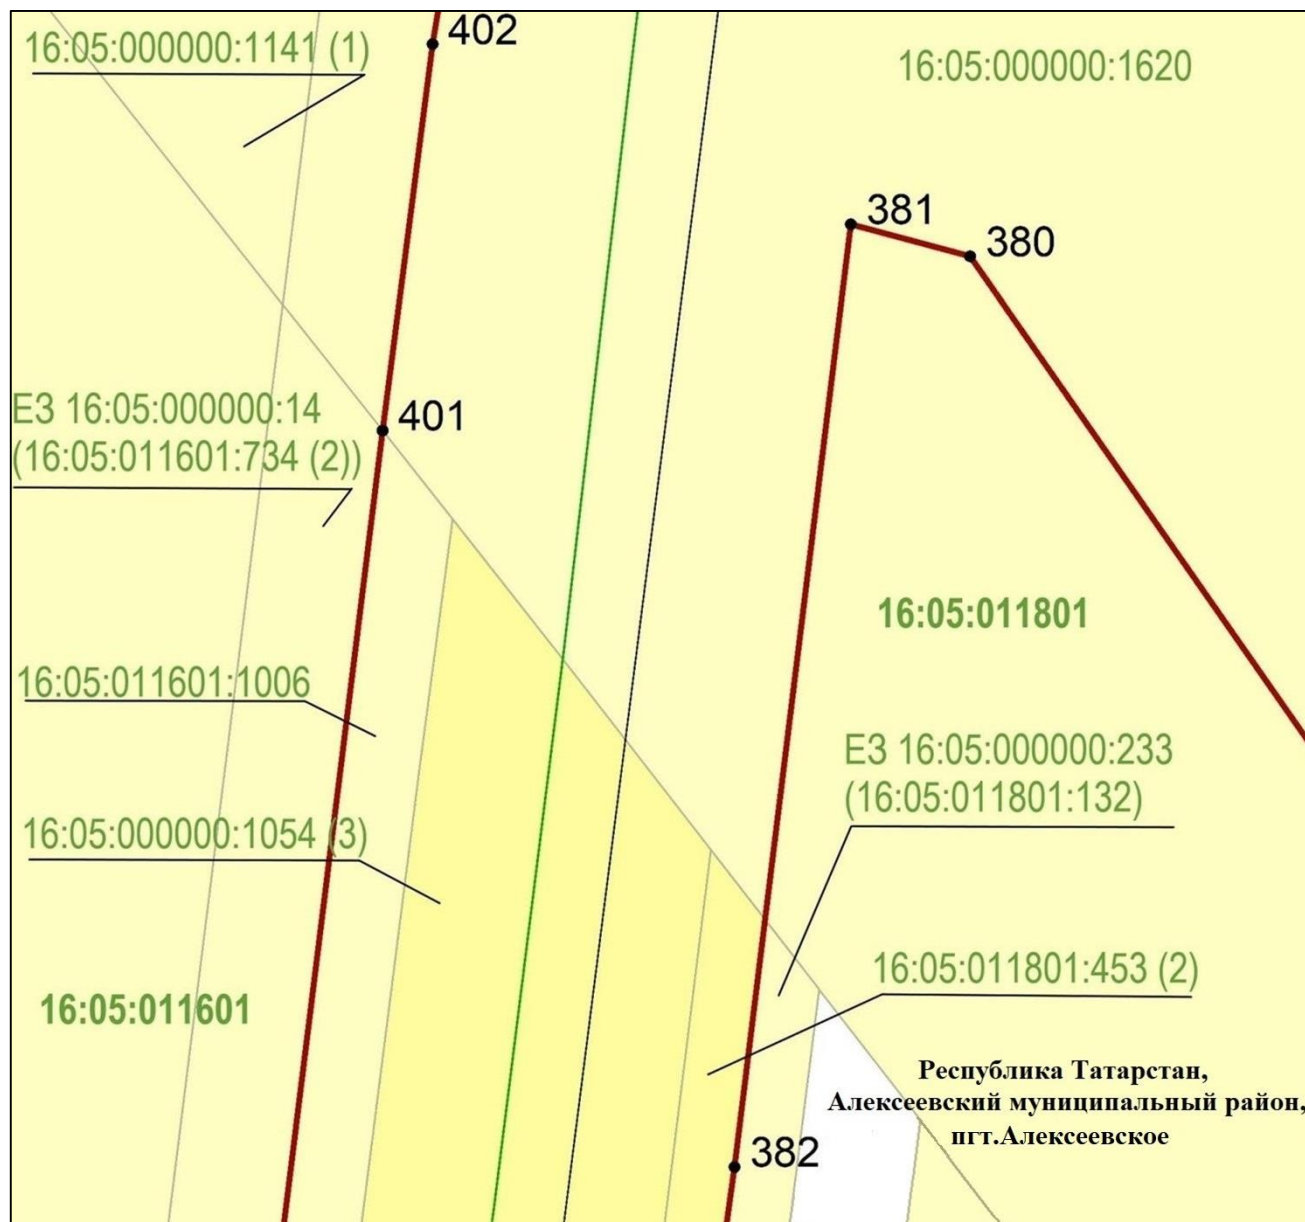 16:05:000000:1141 (1)
402
16:05:000000:1620
381
380
ЕЗ 16:05:000000:14
(16:05:011601:734 (2))
401
16:05:011801
16:05:011601:1006
ЕЗ 16:05:000000:233
(16:05:011801:132)
16:05:000000:1054 (3)
16:05:011801:453 (2)
16:05:011601
Республика Татарстан,
Алексеевский муниципальный район,
пгт.Алексеевское
382